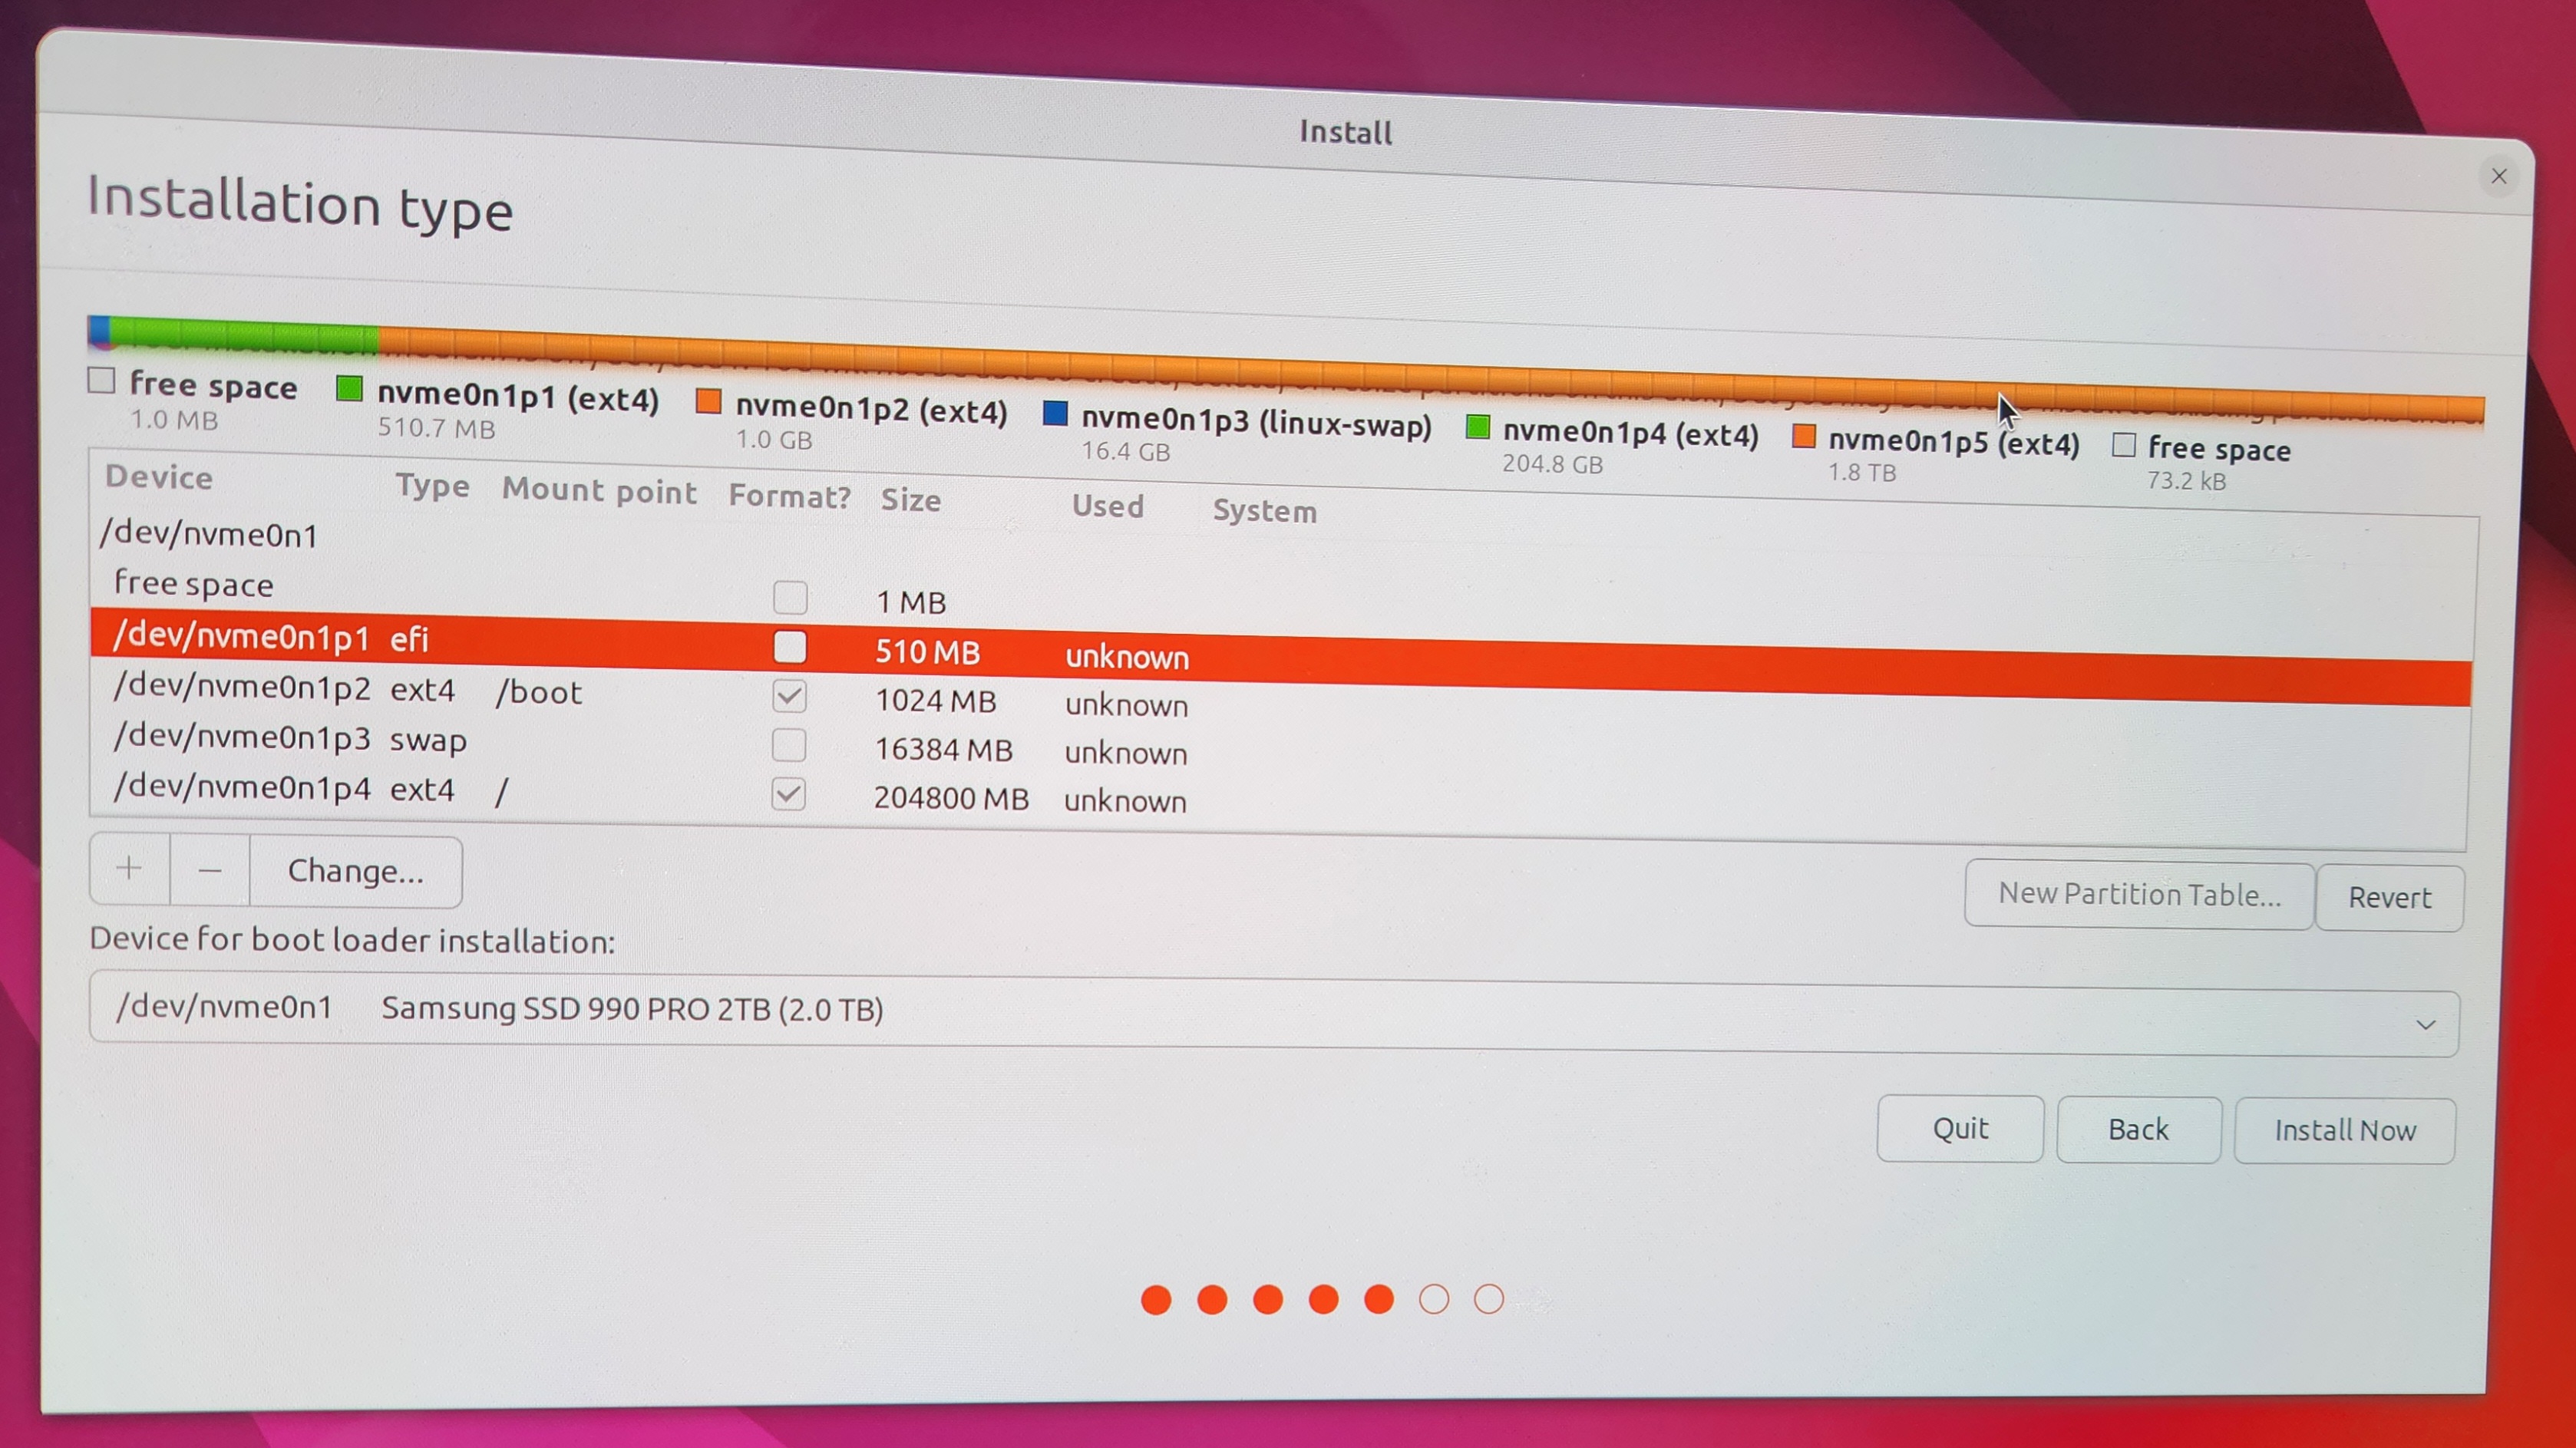 Install
Installation type
free space
1.0 MB
nvme0n1p1 (ext4)
510.7 MB
nvme0n1p2 (ext4)
1.0 GB
nvme0n1p3 (linux-swap)
16.4 GB
nvme0n1p4 (ext4)
204.8 GB
nvme0n1p5 (ext4)
1.8 TB
free space
73.2 kB
Device Type Mount point Format? Size Used System
/dev/nvme0n1
free space 1 MB
/dev/nvme0n1p1 efi 510 MB unknown
/dev/nvme0n1p2 ext4 /boot 1024 MB unknown
/dev/nvme0n1p3 swap 16384 MB unknown
/dev/nvme0n1p4 ext4 / 204800 MB unknown
+ − Change...
New Partition Table... Revert
Device for boot loader installation:
/dev/nvme0n1 Samsung SSD 990 PRO 2TB (2.0 TB)
Quit Back Install Now